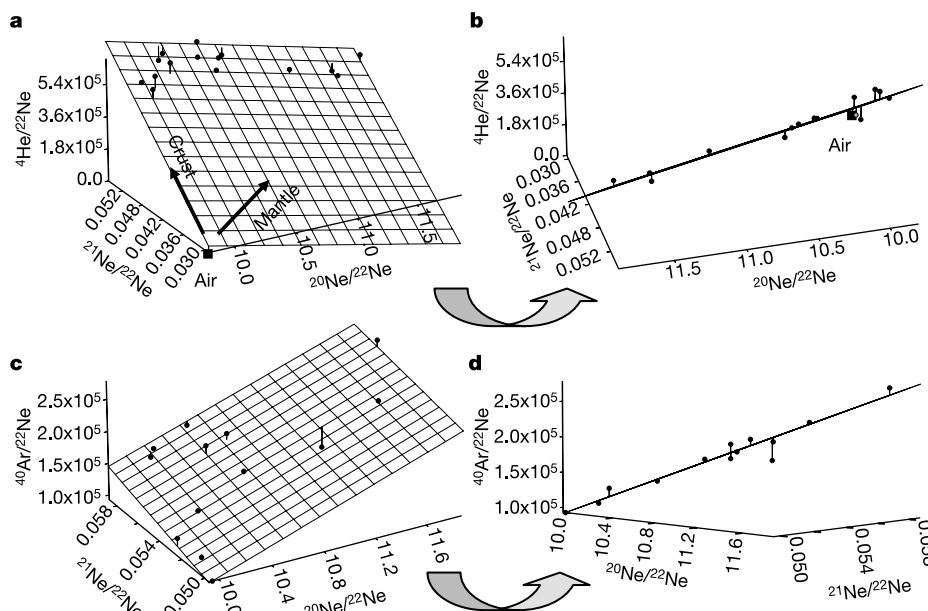 a
⁴He/²²Ne
5.4x10⁵
3.6x10⁵
1.8x10⁵
0.0
0.052
0.048
0.042
0.036
0.030
²¹Ne/²²Ne
Crust
Mantle
Air
10.0
10.5
11.0
11.5
²⁰Ne/²²Ne
b
⁴He/²²Ne
5.4x10⁵
3.6x10⁵
1.8x10⁵
0.0
0.030
0.036
0.042
0.048
0.052
²¹Ne/²²Ne
Air
11.5
11.0
10.5
10.0
²⁰Ne/²²Ne
c
⁴⁰Ar/²²Ne
2.5x10⁵
2.0x10⁵
1.5x10⁵
1.0x10⁵
0.058
0.054
0.050
²¹Ne/²²Ne
10.0
10.4
10.8
11.2
11.6
²⁰Ne/²²Ne
d
⁴⁰Ar/²²Ne
2.5x10⁵
2.0x10⁵
1.5x10⁵
1.0x10⁵
10.0
10.4
10.8
11.2
11.6
²⁰Ne/²²Ne
0.050
0.054
²¹Ne/²²Ne